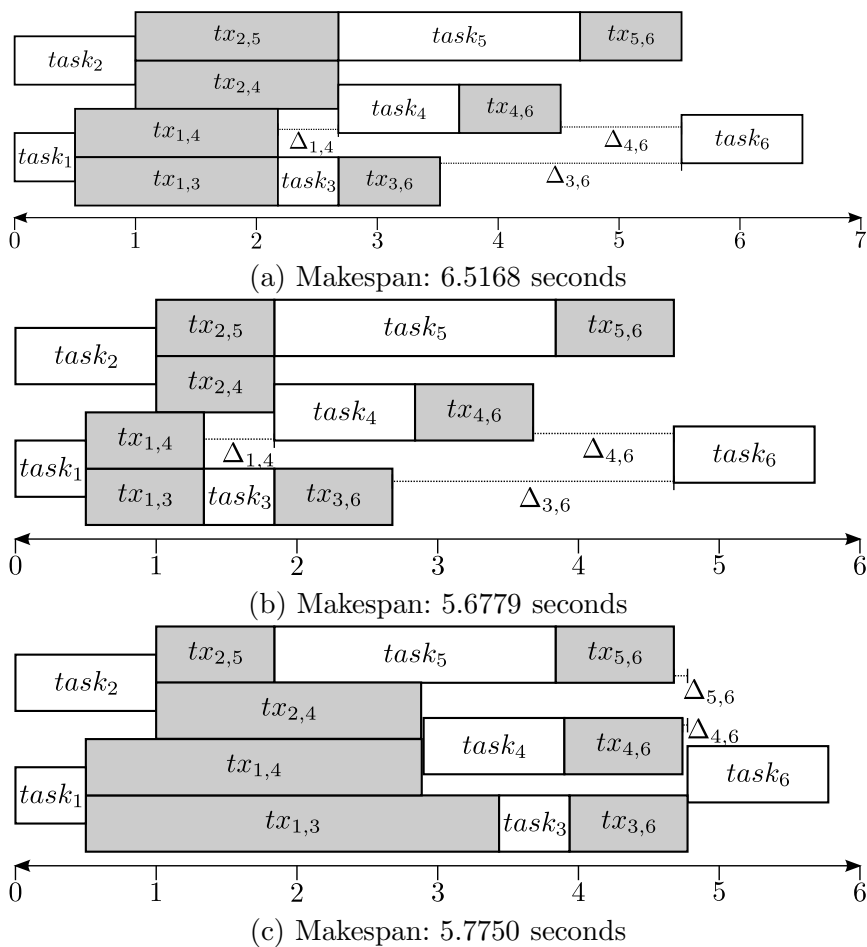 tx2,5 task5 tx5,6
task2
tx2,4
task4 tx4,6
tx1,4 Δ1,4 Δ4,6 task6
task1
tx1,3 task3 tx3,6 Δ3,6
0 1 2 3 4 5 6 7
(a) Makespan: 6.5168 seconds
tx2,5 task5 tx5,6
task2
tx2,4
task4 tx4,6
tx1,4 Δ1,4 Δ4,6 task6
task1
tx1,3 task3 tx3,6 Δ3,6
0 1 2 3 4 5 6
(b) Makespan: 5.6779 seconds
tx2,5 task5 tx5,6
task2 Δ5,6
tx2,4
task4 tx4,6 Δ4,6
tx1,4 task6
task1
tx1,3 task3 tx3,6
0 1 2 3 4 5 6
(c) Makespan: 5.7750 seconds